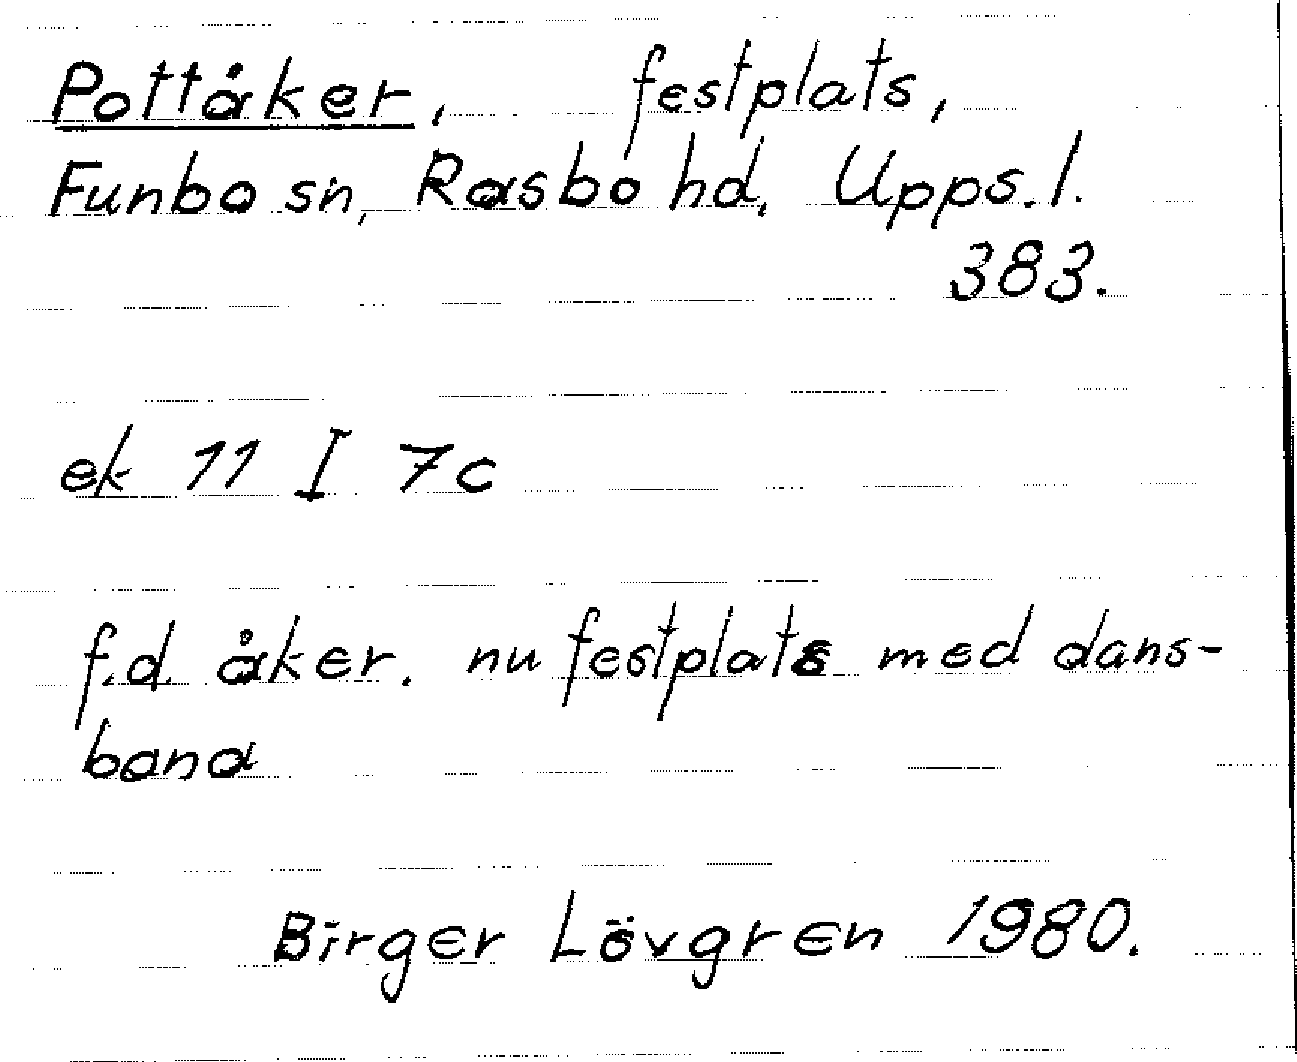 Pottåker, festplats,
Funbo sn, Rasbo hd, Upps. l.
383.
ek 11 I 7c
f.d. åker. nu festplats med dans-
bana
Birger Lövgren 1980.